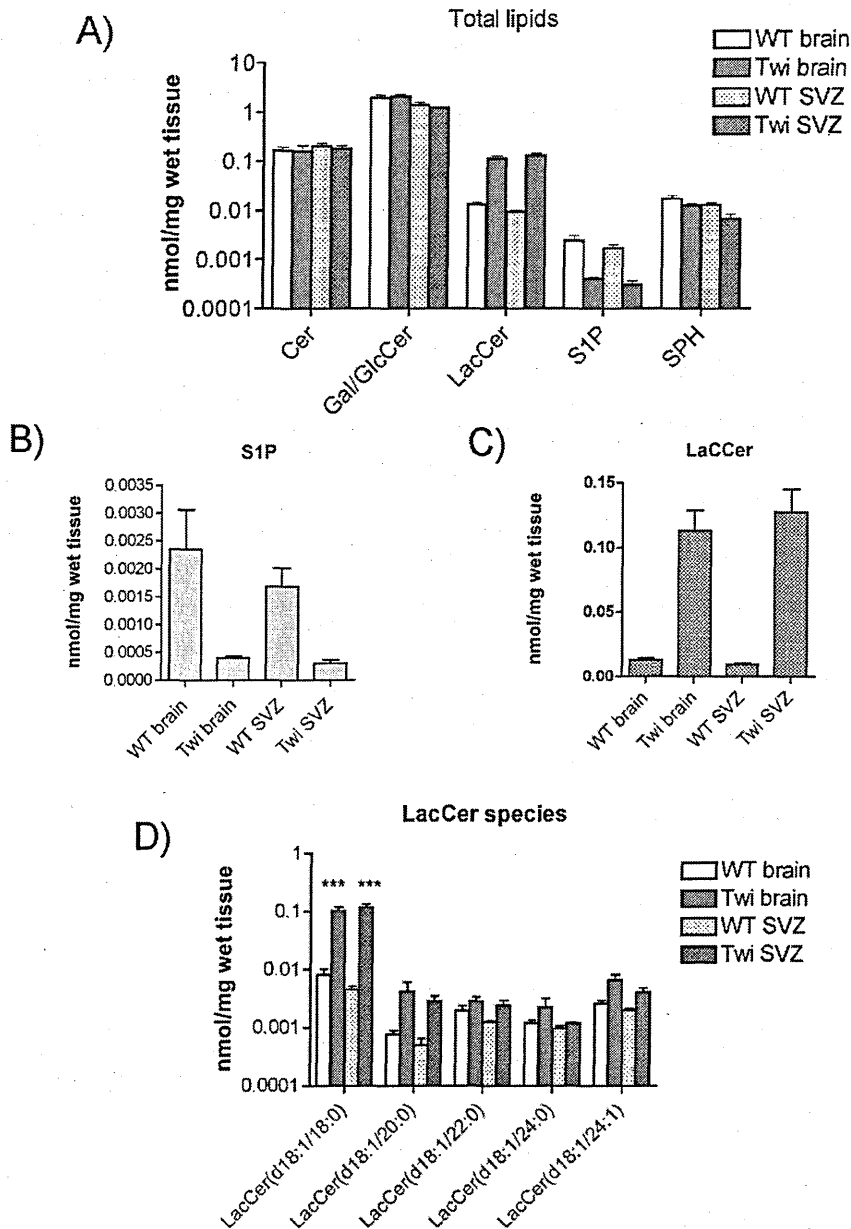 A)
Total lipids
WT brain
Twi brain
WT SVZ
Twi SVZ
nmol/mg wet tissue
10
1
0.1
0.01
0.001
0.0001
Cer
Gal/GlcCer
LacCer
S1P
SPH
B)
S1P
nmol/mg wet tissue
0.0035
0.0030
0.0025
0.0020
0.0015
0.0010
0.0005
0.0000
WT brain
Twi brain
WT SVZ
Twi SVZ
C)
LaCCer
nmol/mg wet tissue
0.15
0.10
0.05
0.00
WT brain
Twi brain
WT SVZ
Twi SVZ
D)
LacCer species
WT brain
Twi brain
WT SVZ
Twi SVZ
nmol/mg wet tissue
1
0.1
0.01
0.001
0.0001
*** ***
LacCer(d18:1/18:0)
LacCer(d18:1/20:0)
LacCer(d18:1/22:0)
LacCer(d18:1/24:0)
LacCer(d18:1/24:1)